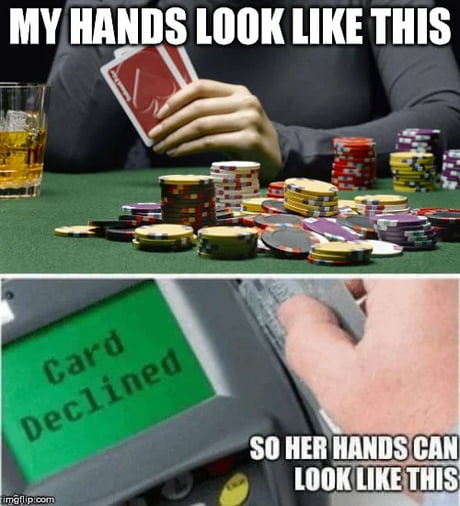 MY HANDS LOOK LIKE THIS
Card
Declined
SO HER HANDS CAN
LOOK LIKE THIS
imgflip.com